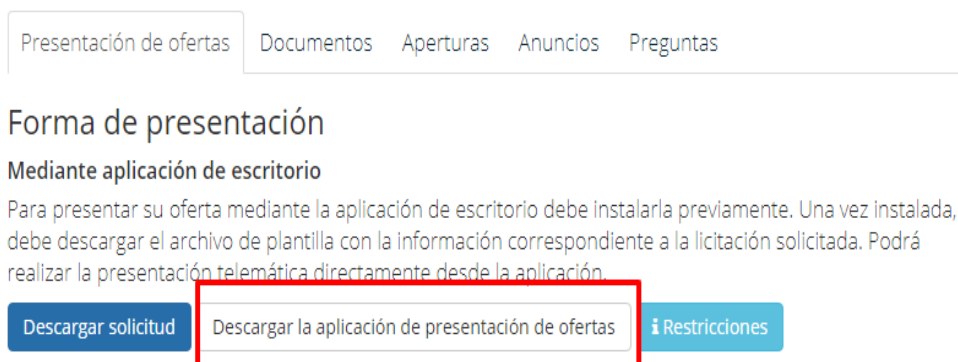 Presentación de ofertas Documentos Aperturas Anuncios Preguntas
Forma de presentación
Mediante aplicación de escritorio
Para presentar su oferta mediante la aplicación de escritorio debe instalarla previamente. Una vez instalada,
debe descargar el archivo de plantilla con la información correspondiente a la licitación solicitada. Podrá
realizar la presentación telemática directamente desde la aplicación.
Descargar solicitud Descargar la aplicación de presentación de ofertas i Restricciones